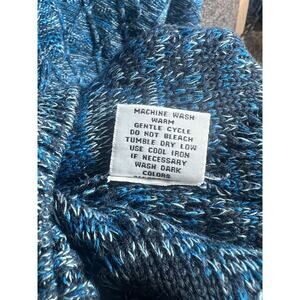 MACHINE WASH
WARM
GENTLE CYCLE
DO NOT BLEACH
TUMBLE DRY LOW
USE COOL IRON
IF NECESSARY
WASH DARK
COLORS